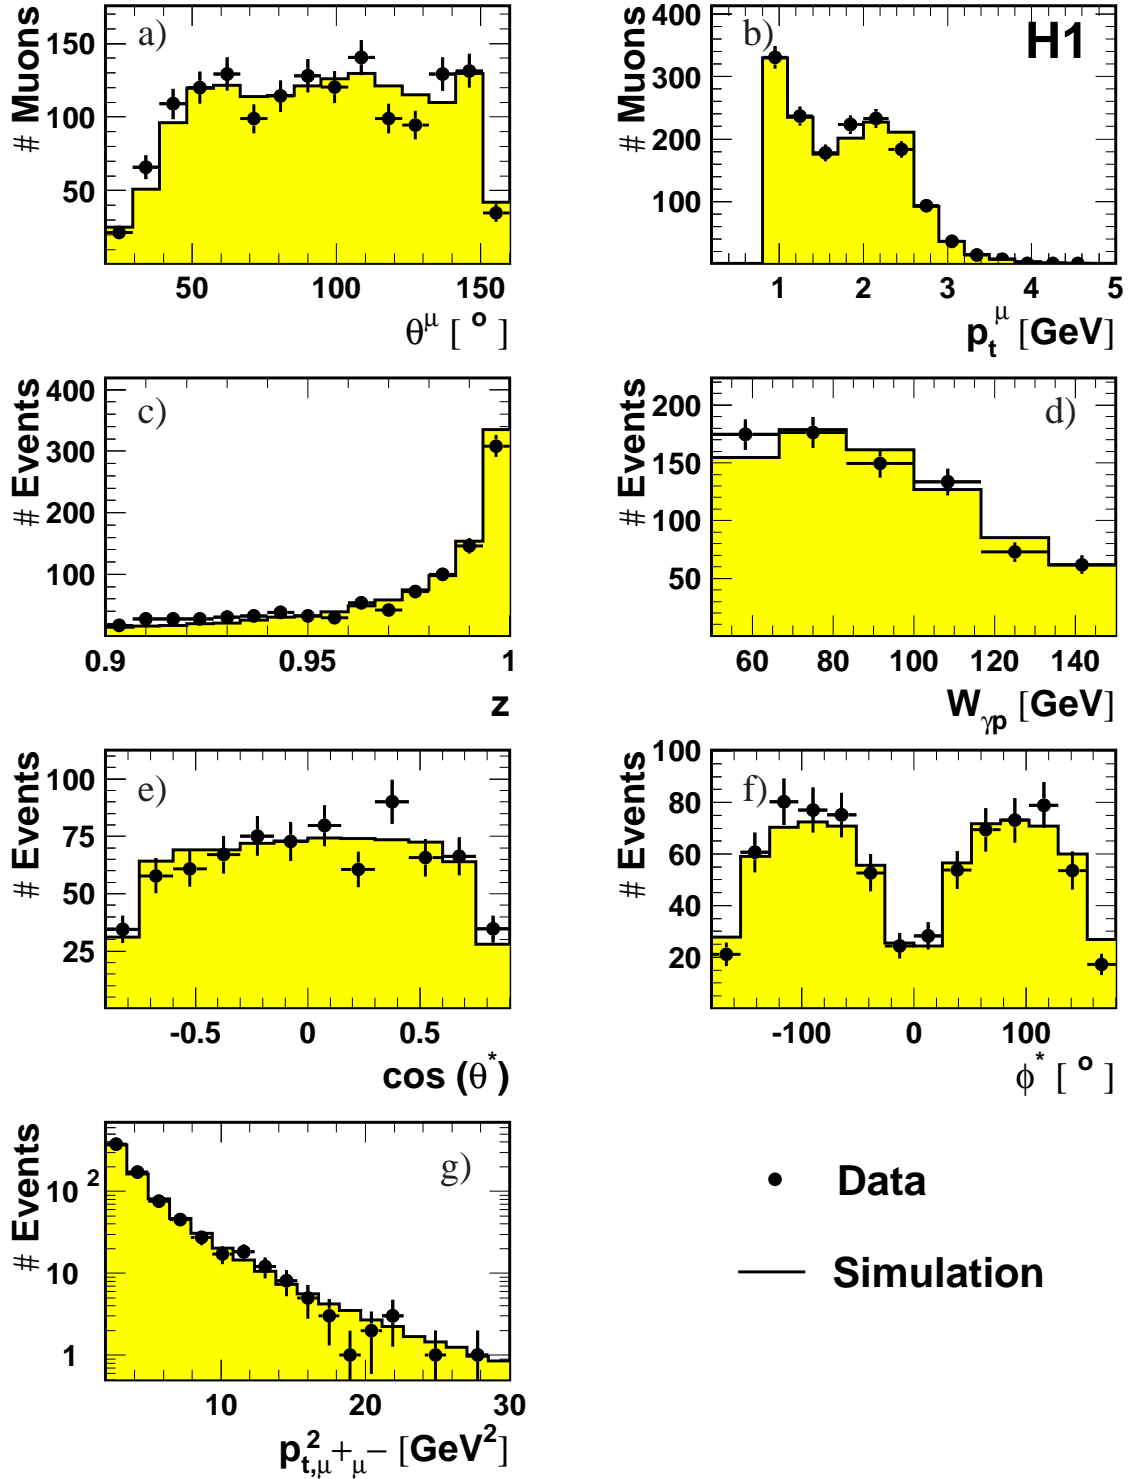 a)
# Muons
150
100
50
50 100 150
θ^μ [ ° ]
b)
H1
# Muons
400
300
200
100
1 2 3 4 5
p_t^μ [GeV]
c)
# Events
400
300
200
100
0.9 0.95 1
z
d)
# Events
200
150
100
50
60 80 100 120 140
W_γp [GeV]
e)
# Events
100
75
50
25
-0.5 0 0.5
cos (θ^*)
f)
# Events
100
80
60
40
20
-100 0 100
ϕ^* [ ° ]
g)
# Events
10^2
10
1
10 20 30
p^2_t,μ+μ− [GeV^2]
Data
Simulation